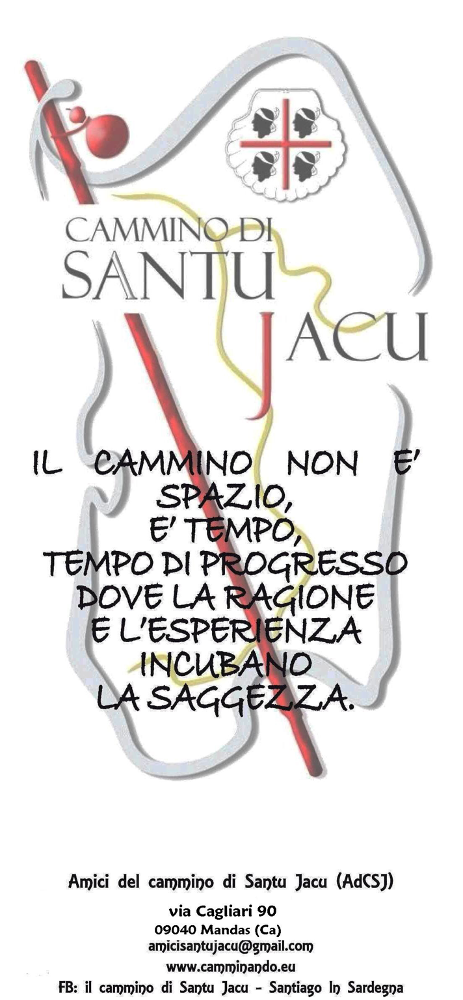 CAMMINO DI
SANTU
JACU
IL CAMMINO NON E'
SPAZIO,
E' TEMPO,
TEMPO DI PROGRESSO
DOVE LA RAGIONE
E L'ESPERIENZA
INCUBANO
LA SAGGEZZA.
Amici del cammino di Santu Jacu (AdCSJ)
via Cagliari 90
09040 Mandas (Ca)
amicisantujacu@gmail.com
www.camminando.eu
FB: il cammino di Santu Jacu - Santiago In Sardegna